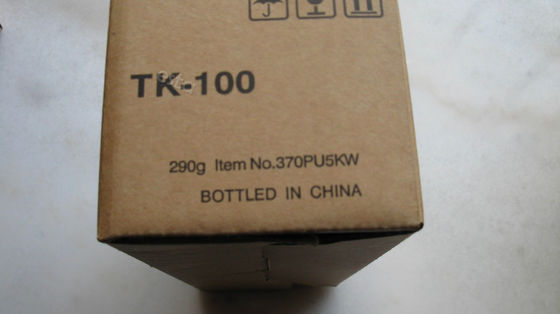 TK-100
290g Item No.370PU5KW
BOTTLED IN CHINA